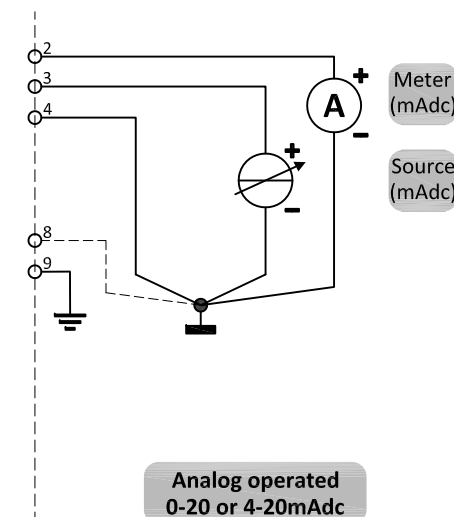 2
3
4
8
9
+
A
−
+
−
Meter
(mAdc)
Source
(mAdc)
Analog operated
0-20 or 4-20mAdc